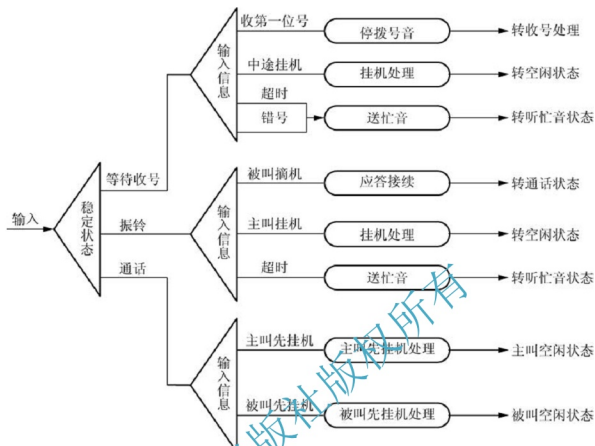 收第一位号 停拨号音 转收号处理
输入信息
中途挂机 挂机处理 转空闲状态
超时
错号 送忙音 转听忙音状态
等待收号
被叫摘机 应答接续 转通话状态
输入 稳定状态 振铃 输入信息
主叫挂机 挂机处理 转空闲状态
通话
超时 送忙音 转听忙音状态
主叫先挂机 主叫先挂机处理 主叫空闲状态
输入信息
被叫先挂机 被叫先挂机处理 被叫空闲状态
版社版权所有